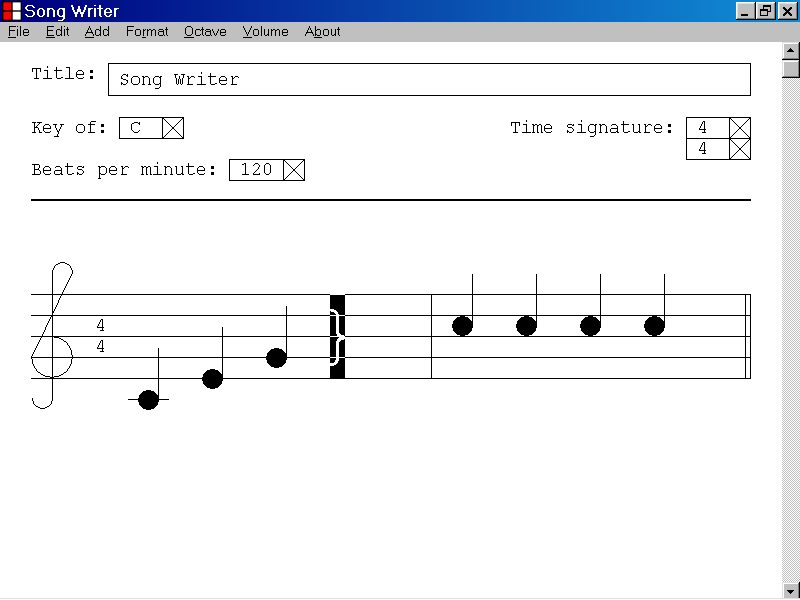 Song Writer
File Edit Add Format Octave Volume About
Title: Song Writer
Key of: C Time signature: 4
4
Beats per minute: 120
4
4